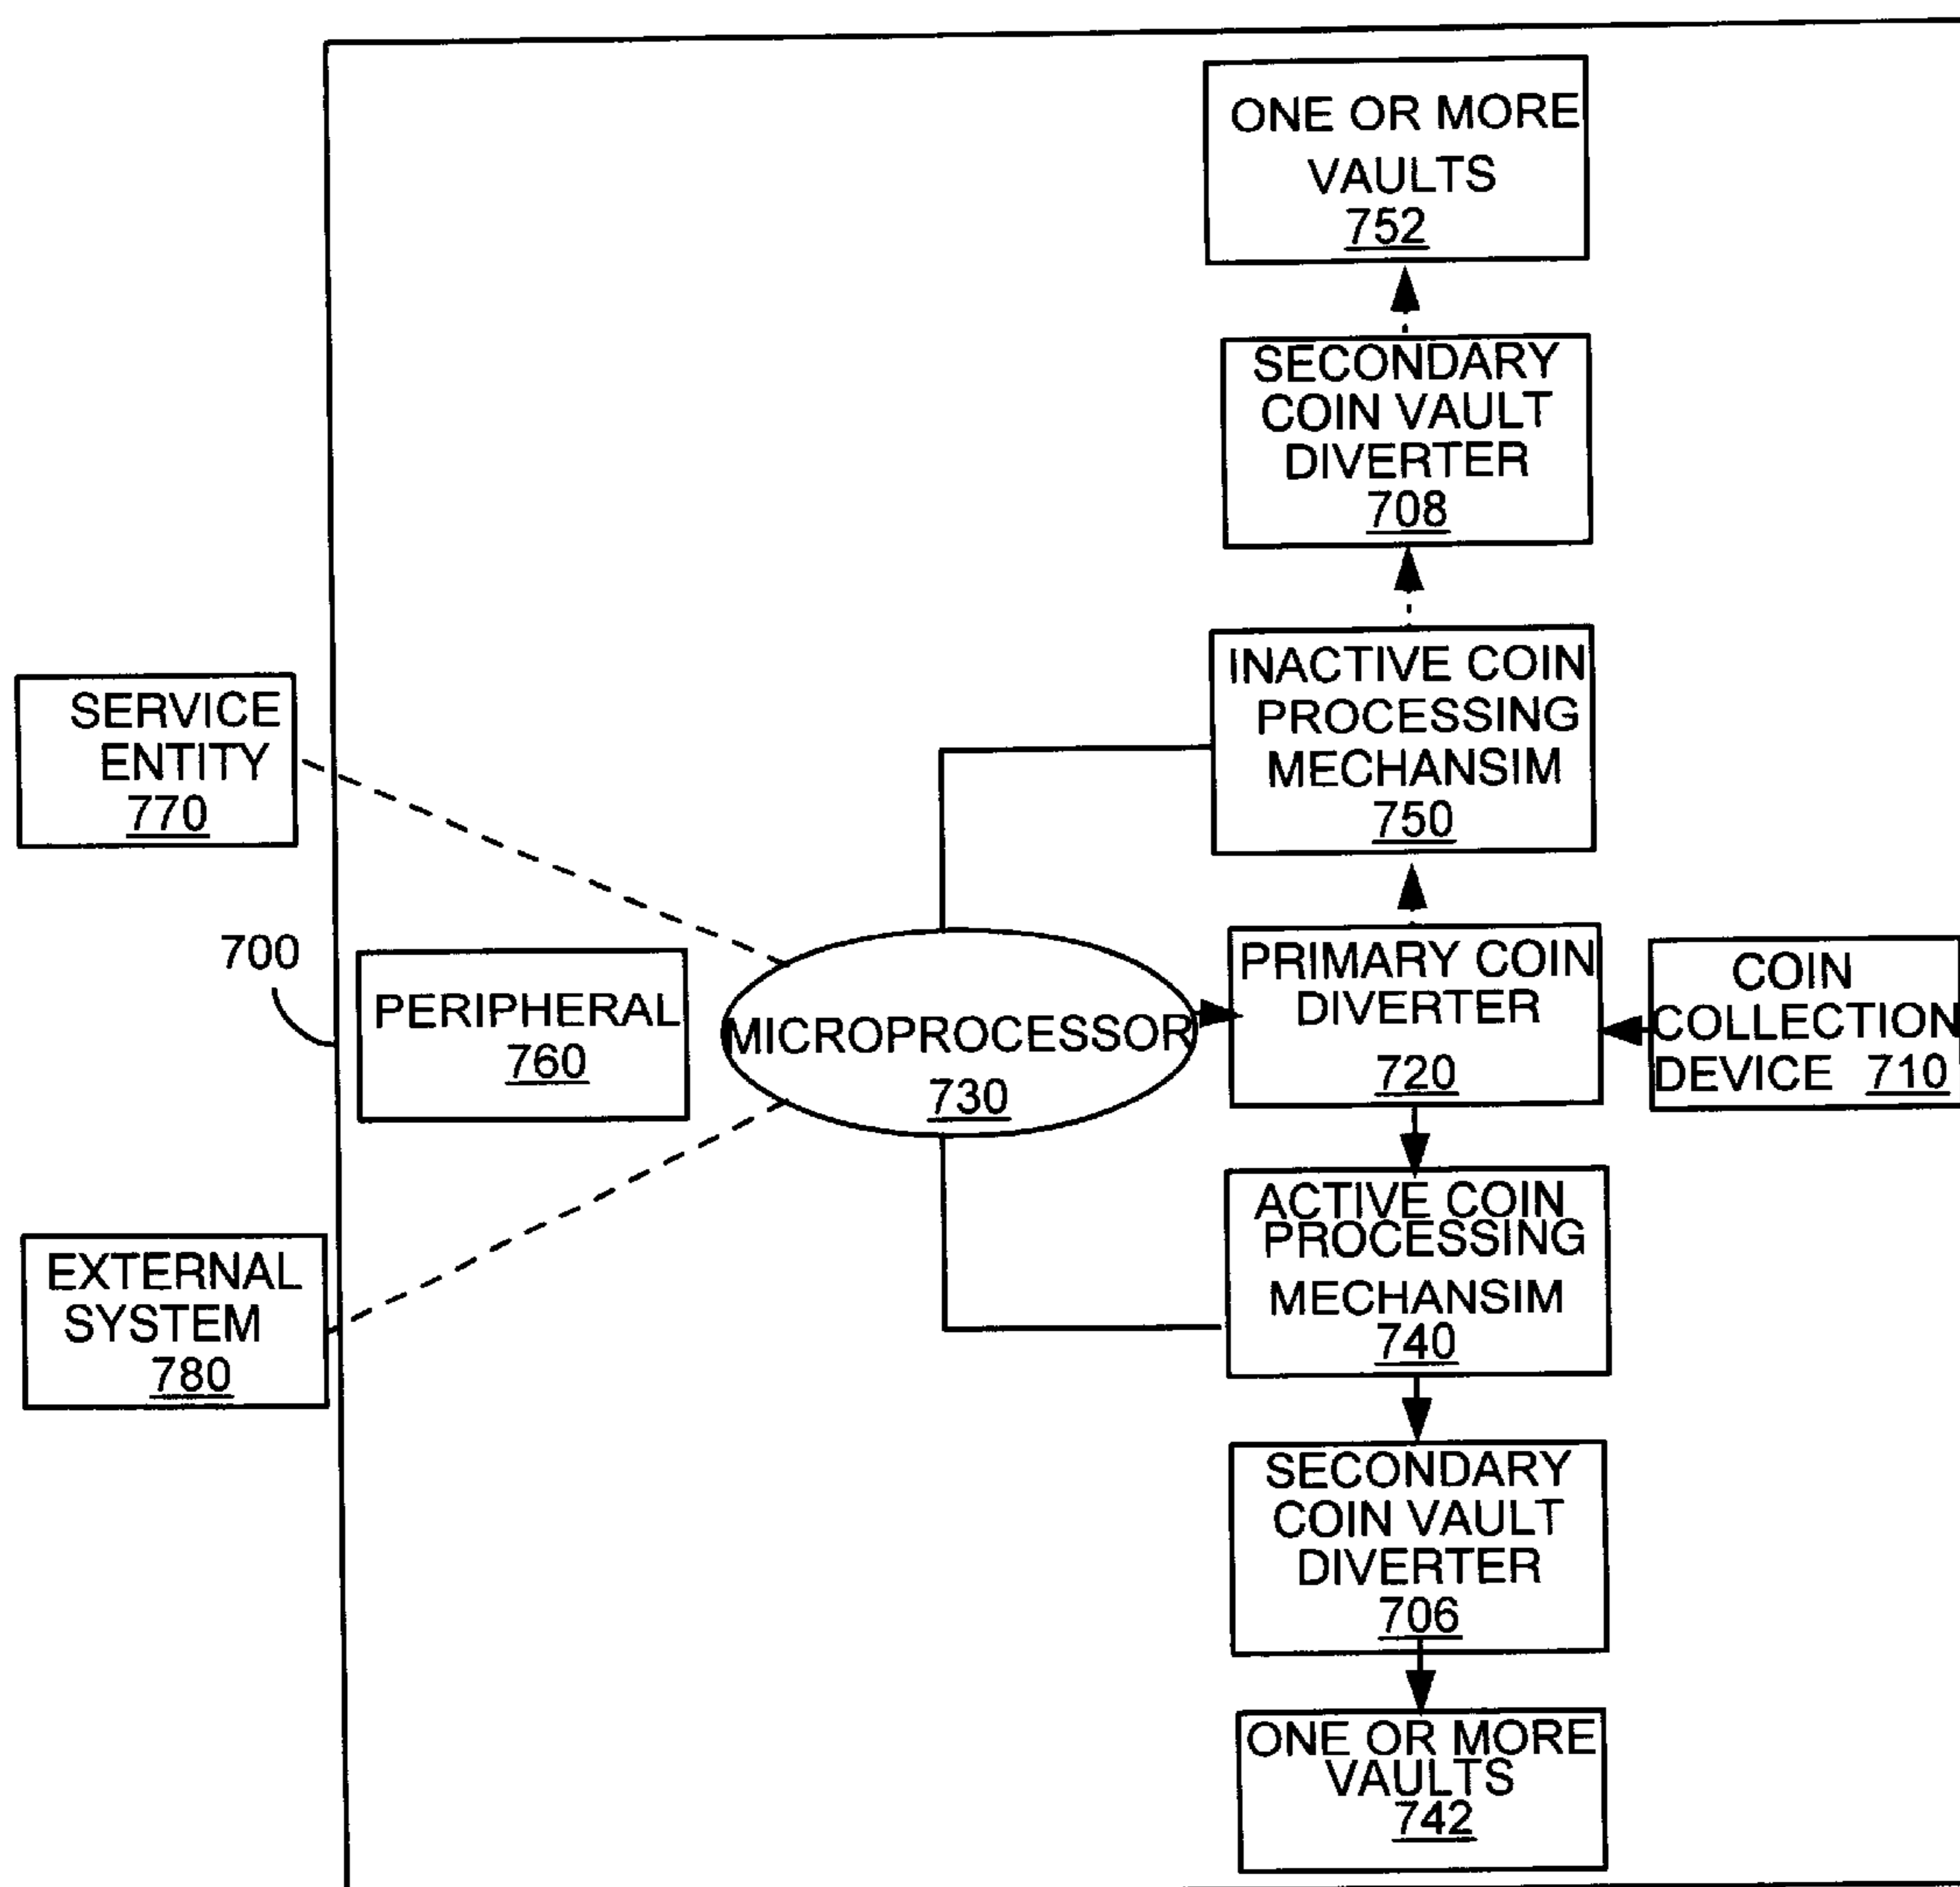 ONE OR MORE
VAULTS
752
SECONDARY
COIN VAULT
DIVERTER
708
INACTIVE COIN
PROCESSING
MECHANSIM
750
SERVICE
ENTITY
770
700
PERIPHERAL
760
MICROPROCESSOR
730
PRIMARY COIN
DIVERTER
720
COIN
COLLECTION
DEVICE 710
ACTIVE COIN
PROCESSING
MECHANSIM
740
EXTERNAL
SYSTEM
780
SECONDARY
COIN VAULT
DIVERTER
706
ONE OR MORE
VAULTS
742